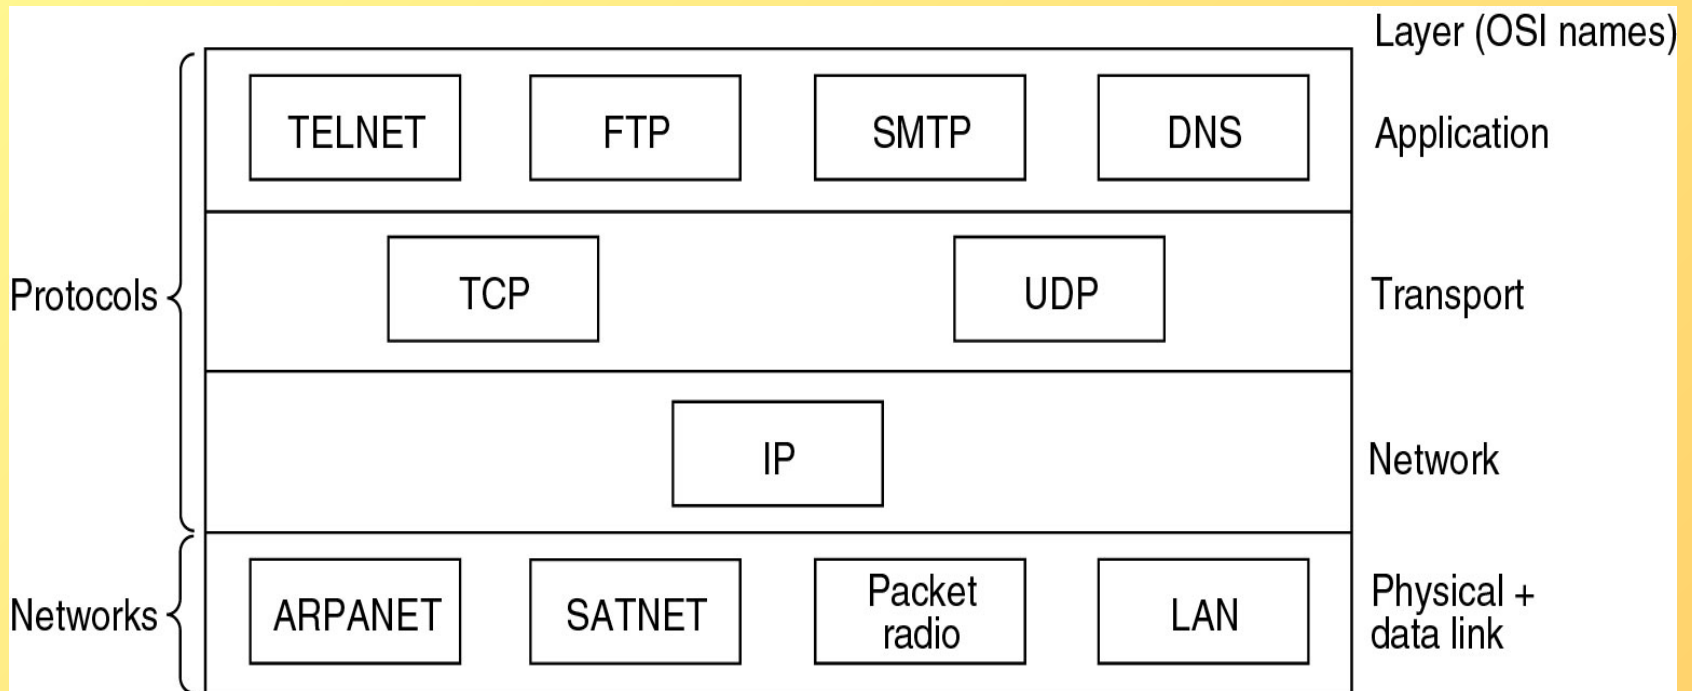 Layer (OSI names)
TELNET FTP SMTP DNS Application
Protocols TCP UDP Transport
IP Network
Networks ARPANET SATNET Packet radio LAN Physical +
data link